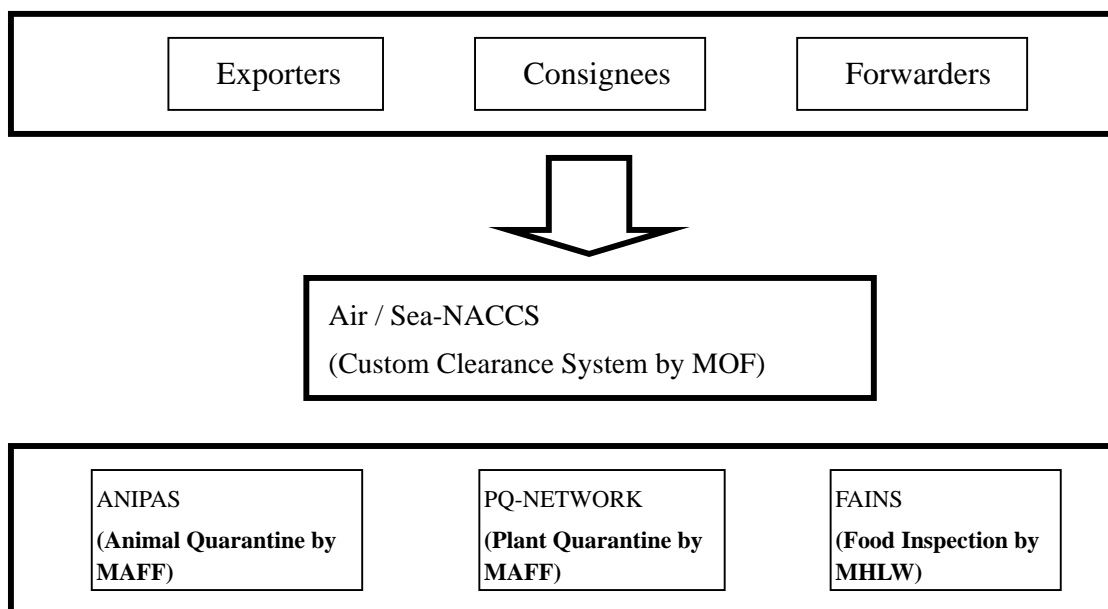 Exporters
Consignees
Forwarders
Air / Sea-NACCS
(Custom Clearance System by MOF)
ANIPAS
(Animal Quarantine by
MAFF)
PQ-NETWORK
(Plant Quarantine by
MAFF)
FAINS
(Food Inspection by
MHLW)